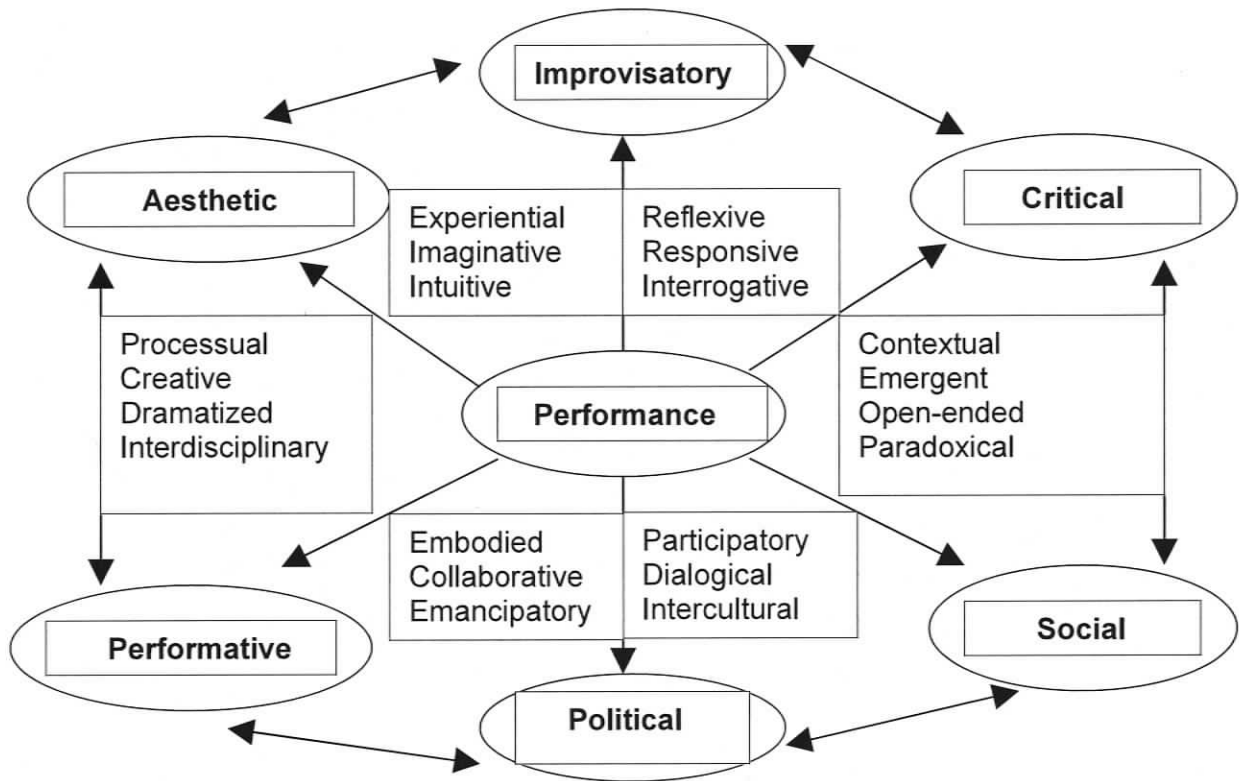 Improvisatory
Aesthetic
Critical
Experiential
Imaginative
Intuitive
Reflexive
Responsive
Interrogative
Processual
Creative
Dramatized
Interdisciplinary
Performance
Contextual
Emergent
Open-ended
Paradoxical
Embodied
Collaborative
Emancipatory
Participatory
Dialogical
Intercultural
Performative
Social
Political